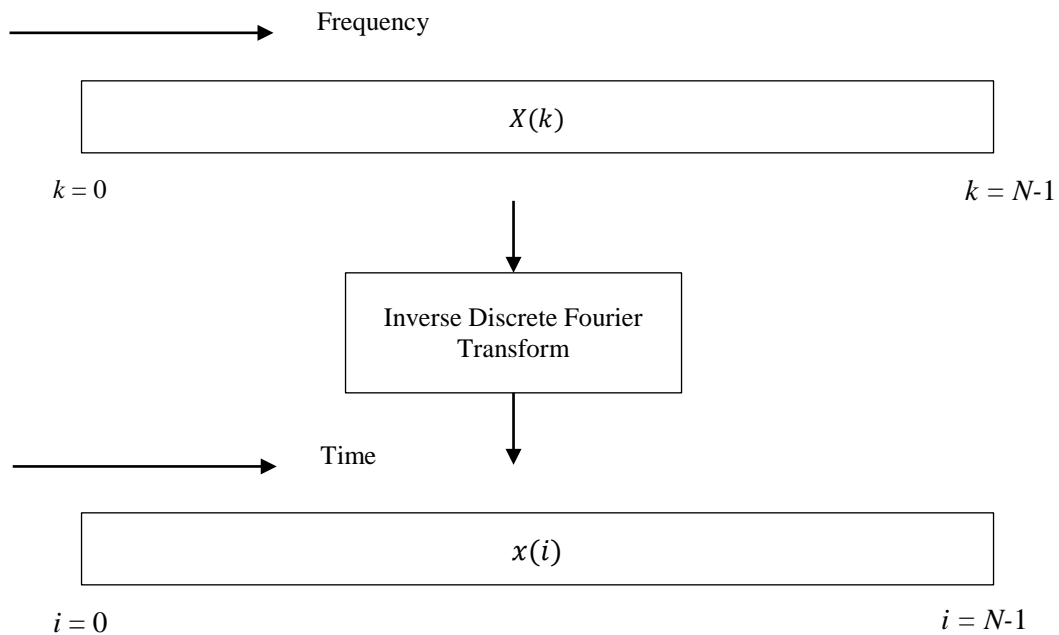 Frequency
X(k)
k = 0
k = N-1
Inverse Discrete Fourier
Transform
Time
x(i)
i = 0
i = N-1